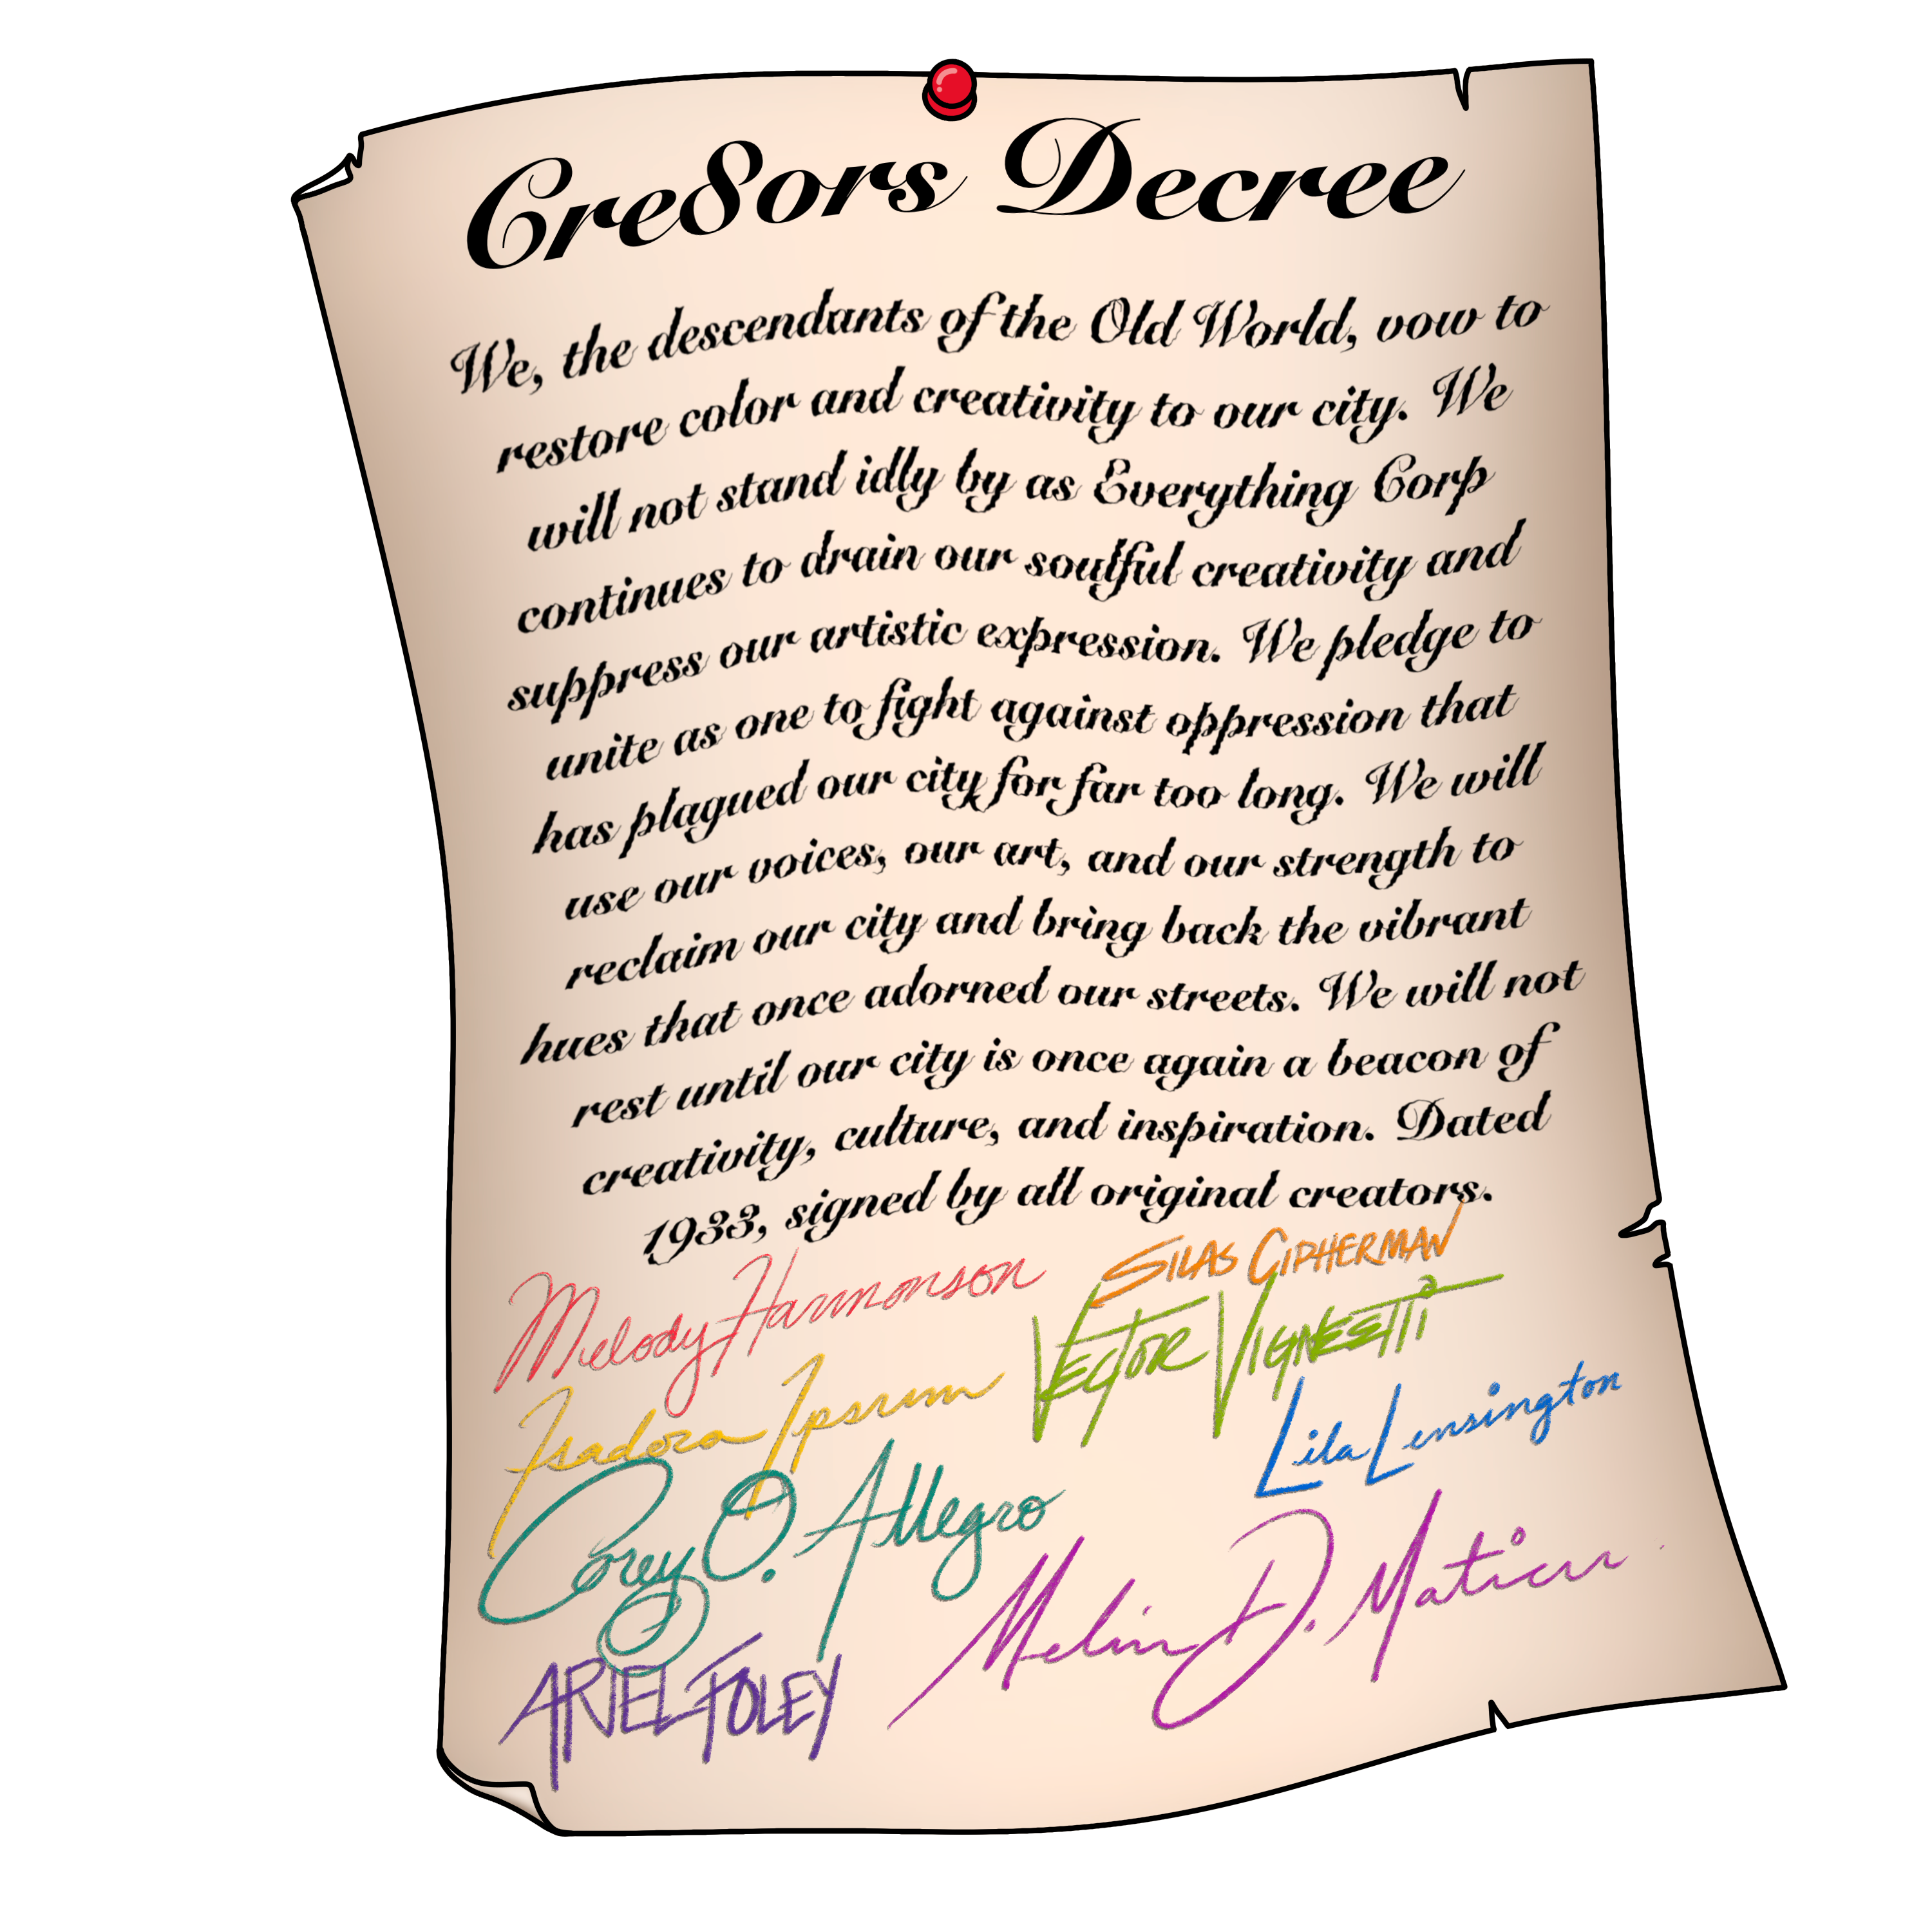 Cre8ors Decree
We, the descendants of the Old World, vow to
restore color and creativity to our city. We
will not stand idly by as Everything Corp
continues to drain our soulful creativity and
suppress our artistic expression. We pledge to
unite as one to fight against oppression that
has plagued our city for far too long. We will
use our voices, our art, and our strength to
reclaim our city and bring back the vibrant
hues that once adorned our streets. We will not
rest until our city is once again a beacon of
creativity, culture, and inspiration. Dated
1933, signed by all original creators.
Melody Harmonson
Silas Cipherman
Vector
Isadora Ipsum
Lila Lensington
Corey O. Allegro
D.
Ariel Foley